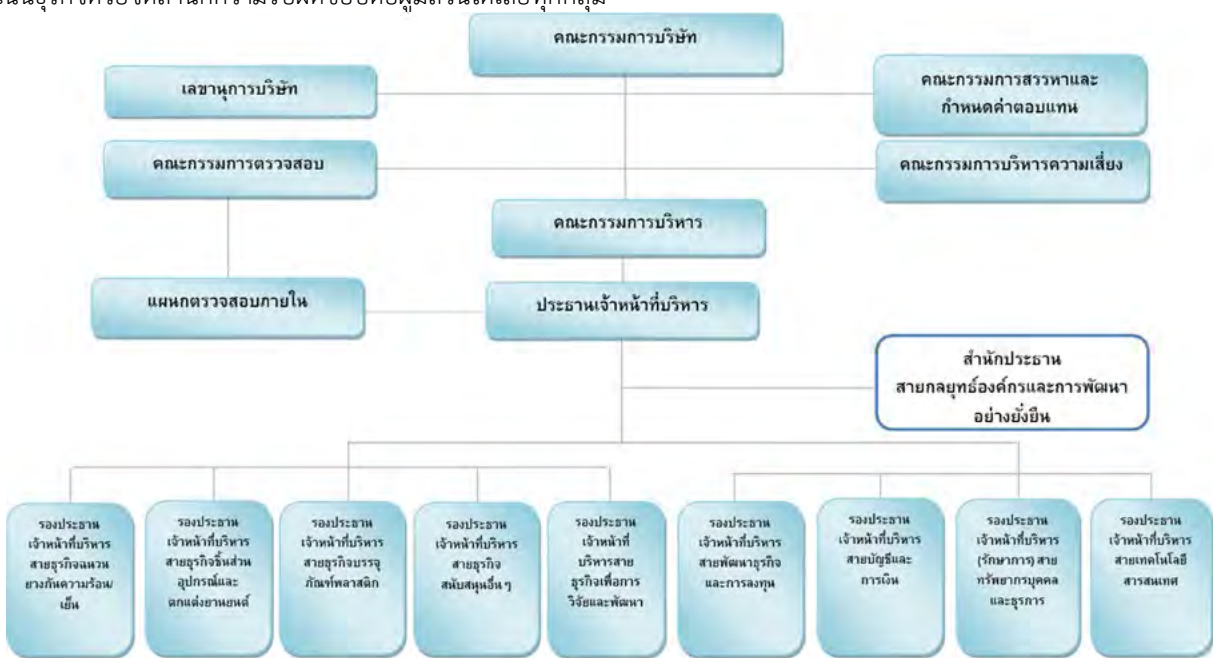 คณะกรรมการบริษัท
เลขานุการบริษัท
คณะกรรมการสรรหาและ
กำหนดค่าตอบแทน
คณะกรรมการตรวจสอบ
คณะกรรมการบริหารความเสี่ยง
คณะกรรมการบริหาร
แผนกตรวจสอบภายใน
ประธานเจ้าหน้าที่บริหาร
สำนักประธาน
สายกลยุทธ์องค์กรและการพัฒนา
อย่างยั่งยืน
รองประธาน
เจ้าหน้าที่บริหาร
สายธุรกิจฉนวน
ยางกันความร้อน/
เย็น
รองประธาน
เจ้าหน้าที่บริหาร
สายธุรกิจชิ้นส่วน
อุปกรณ์และ
ตกแต่งยานยนต์
รองประธาน
เจ้าหน้าที่บริหาร
สายธุรกิจบรรจุ
ภัณฑ์พลาสติก
รองประธาน
เจ้าหน้าที่บริหาร
สายธุรกิจ
สนับสนุนอื่น ๆ
รองประธาน
เจ้าหน้าที่
บริหารสาย
ธุรกิจเพื่อการ
วิจัยและพัฒนา
รองประธาน
เจ้าหน้าที่บริหาร
สายพัฒนาธุรกิจ
และการลงทุน
รองประธาน
เจ้าหน้าที่บริหาร
สายบัญชีและ
การเงิน
รองประธาน
เจ้าหน้าที่บริหาร
(รักษาการ) สาย
ทรัพยากรบุคคล
และธุรการ
รองประธาน
เจ้าหน้าที่บริหาร
สายเทคโนโลยี
สารสนเทศ